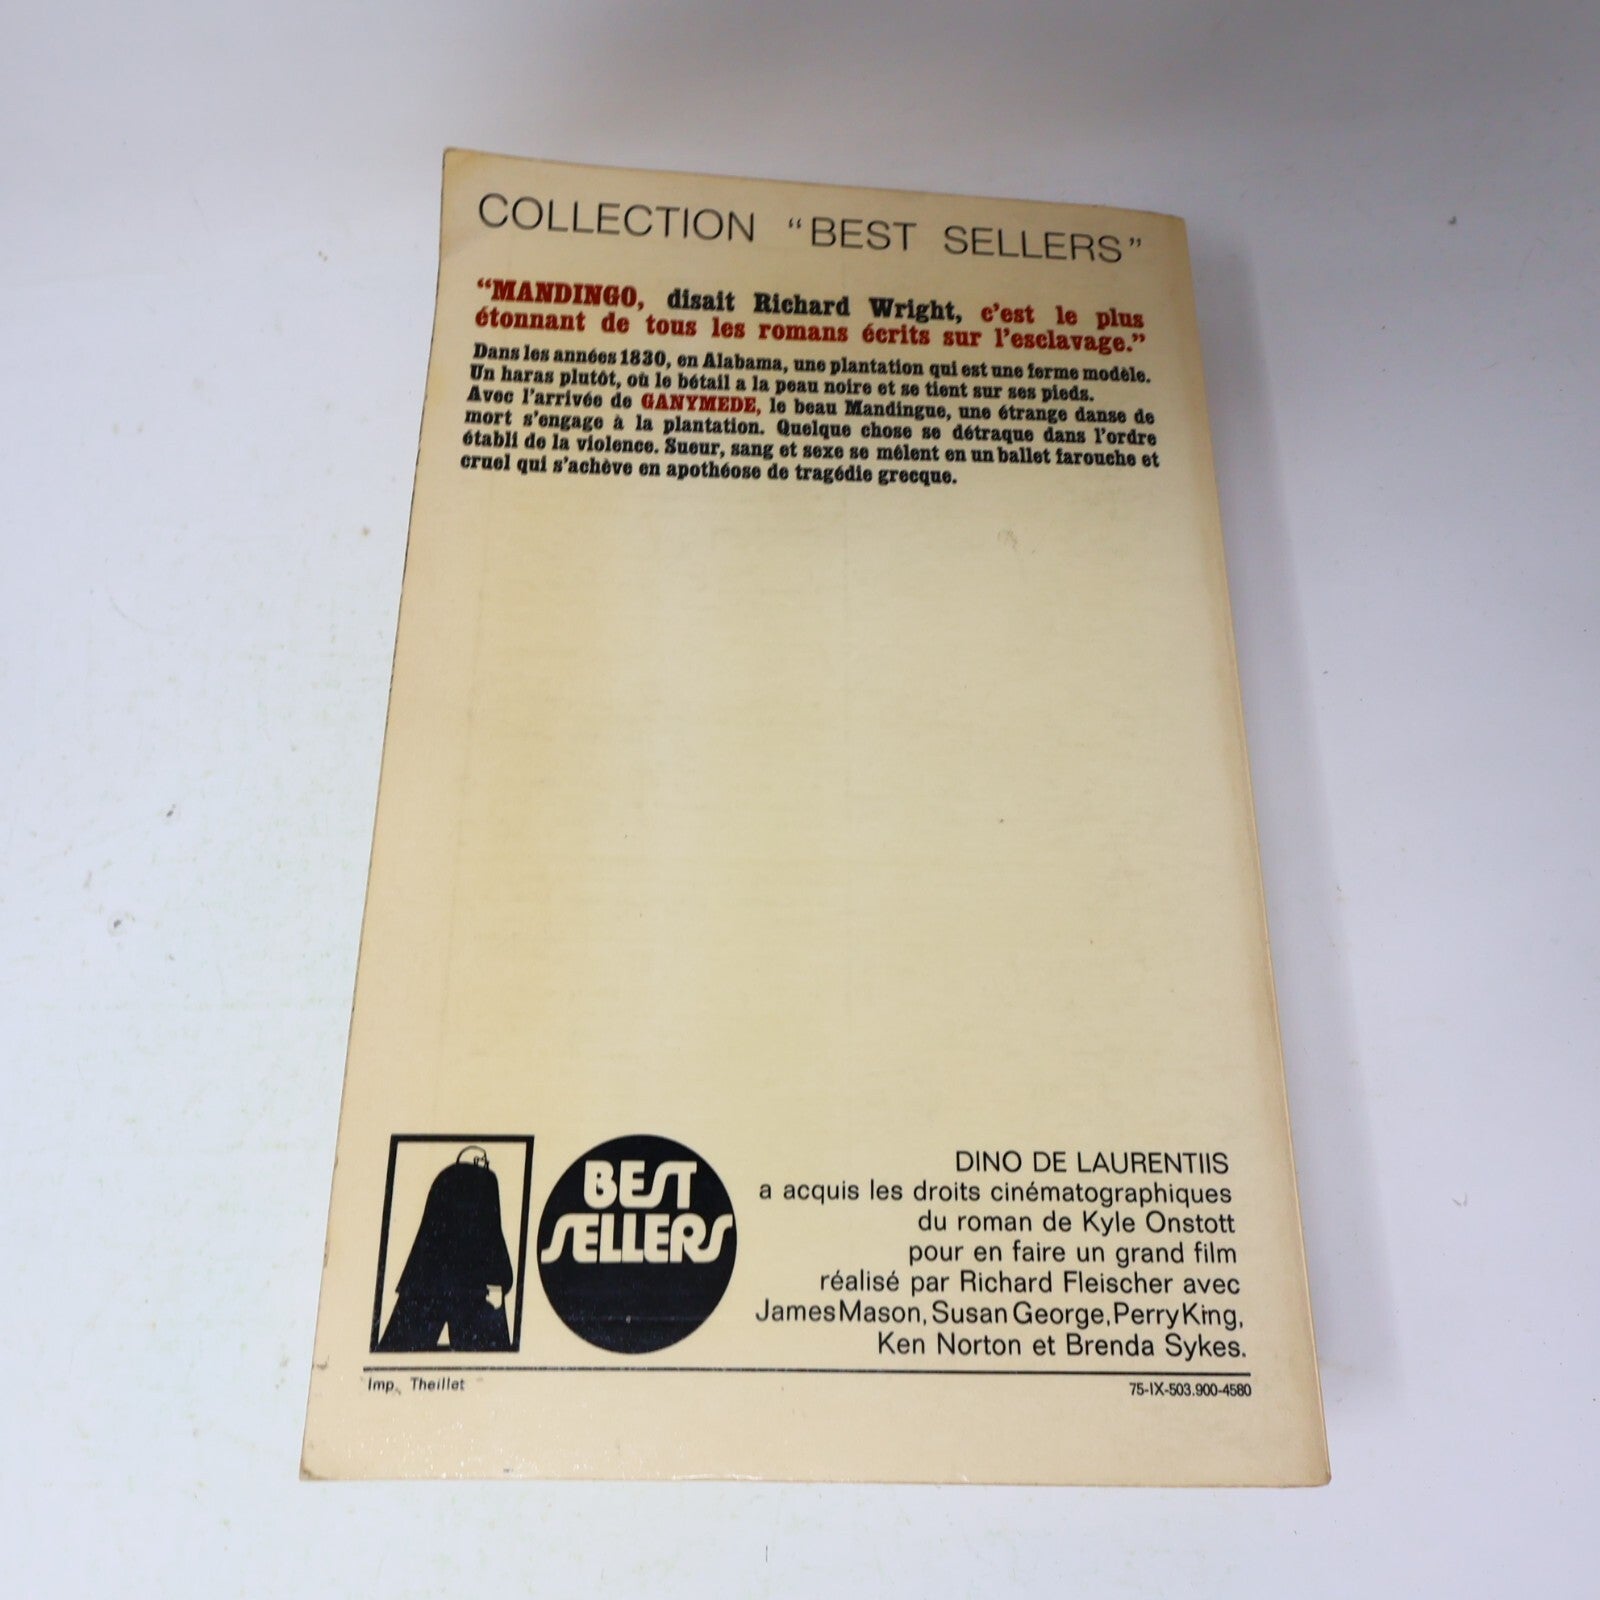 COLLECTION "BEST SELLERS"
"MANDINGO, disait Richard Wright, c'est le plus
étonnant de tous les romans écrits sur l'esclavage."
Dans les années 1830, en Alabama, une plantation qui est une ferme modèle.
Un haras plutôt, où le bétail a la peau noire et se tient sur ses pieds.
Avec l'arrivée de GANYMEDE, le beau Mandingue, une étrange danse de
mort s'engage à la plantation. Quelque chose se détraque dans l'ordre
établi de la violence. Sueur, sang et sexe se mêlent en un ballet farouche et
cruel qui s'achève en apothéose de tragédie grecque.
BEST
SELLERS
DINO DE LAURENTIIS
a acquis les droits cinématographiques
du roman de Kyle Onstott
pour en faire un grand film
réalisé par Richard Fleischer avec
James Mason, Susan George, Perry King,
Ken Norton et Brenda Sykes.
Imp. Theillet
75-IX-503.900-4580